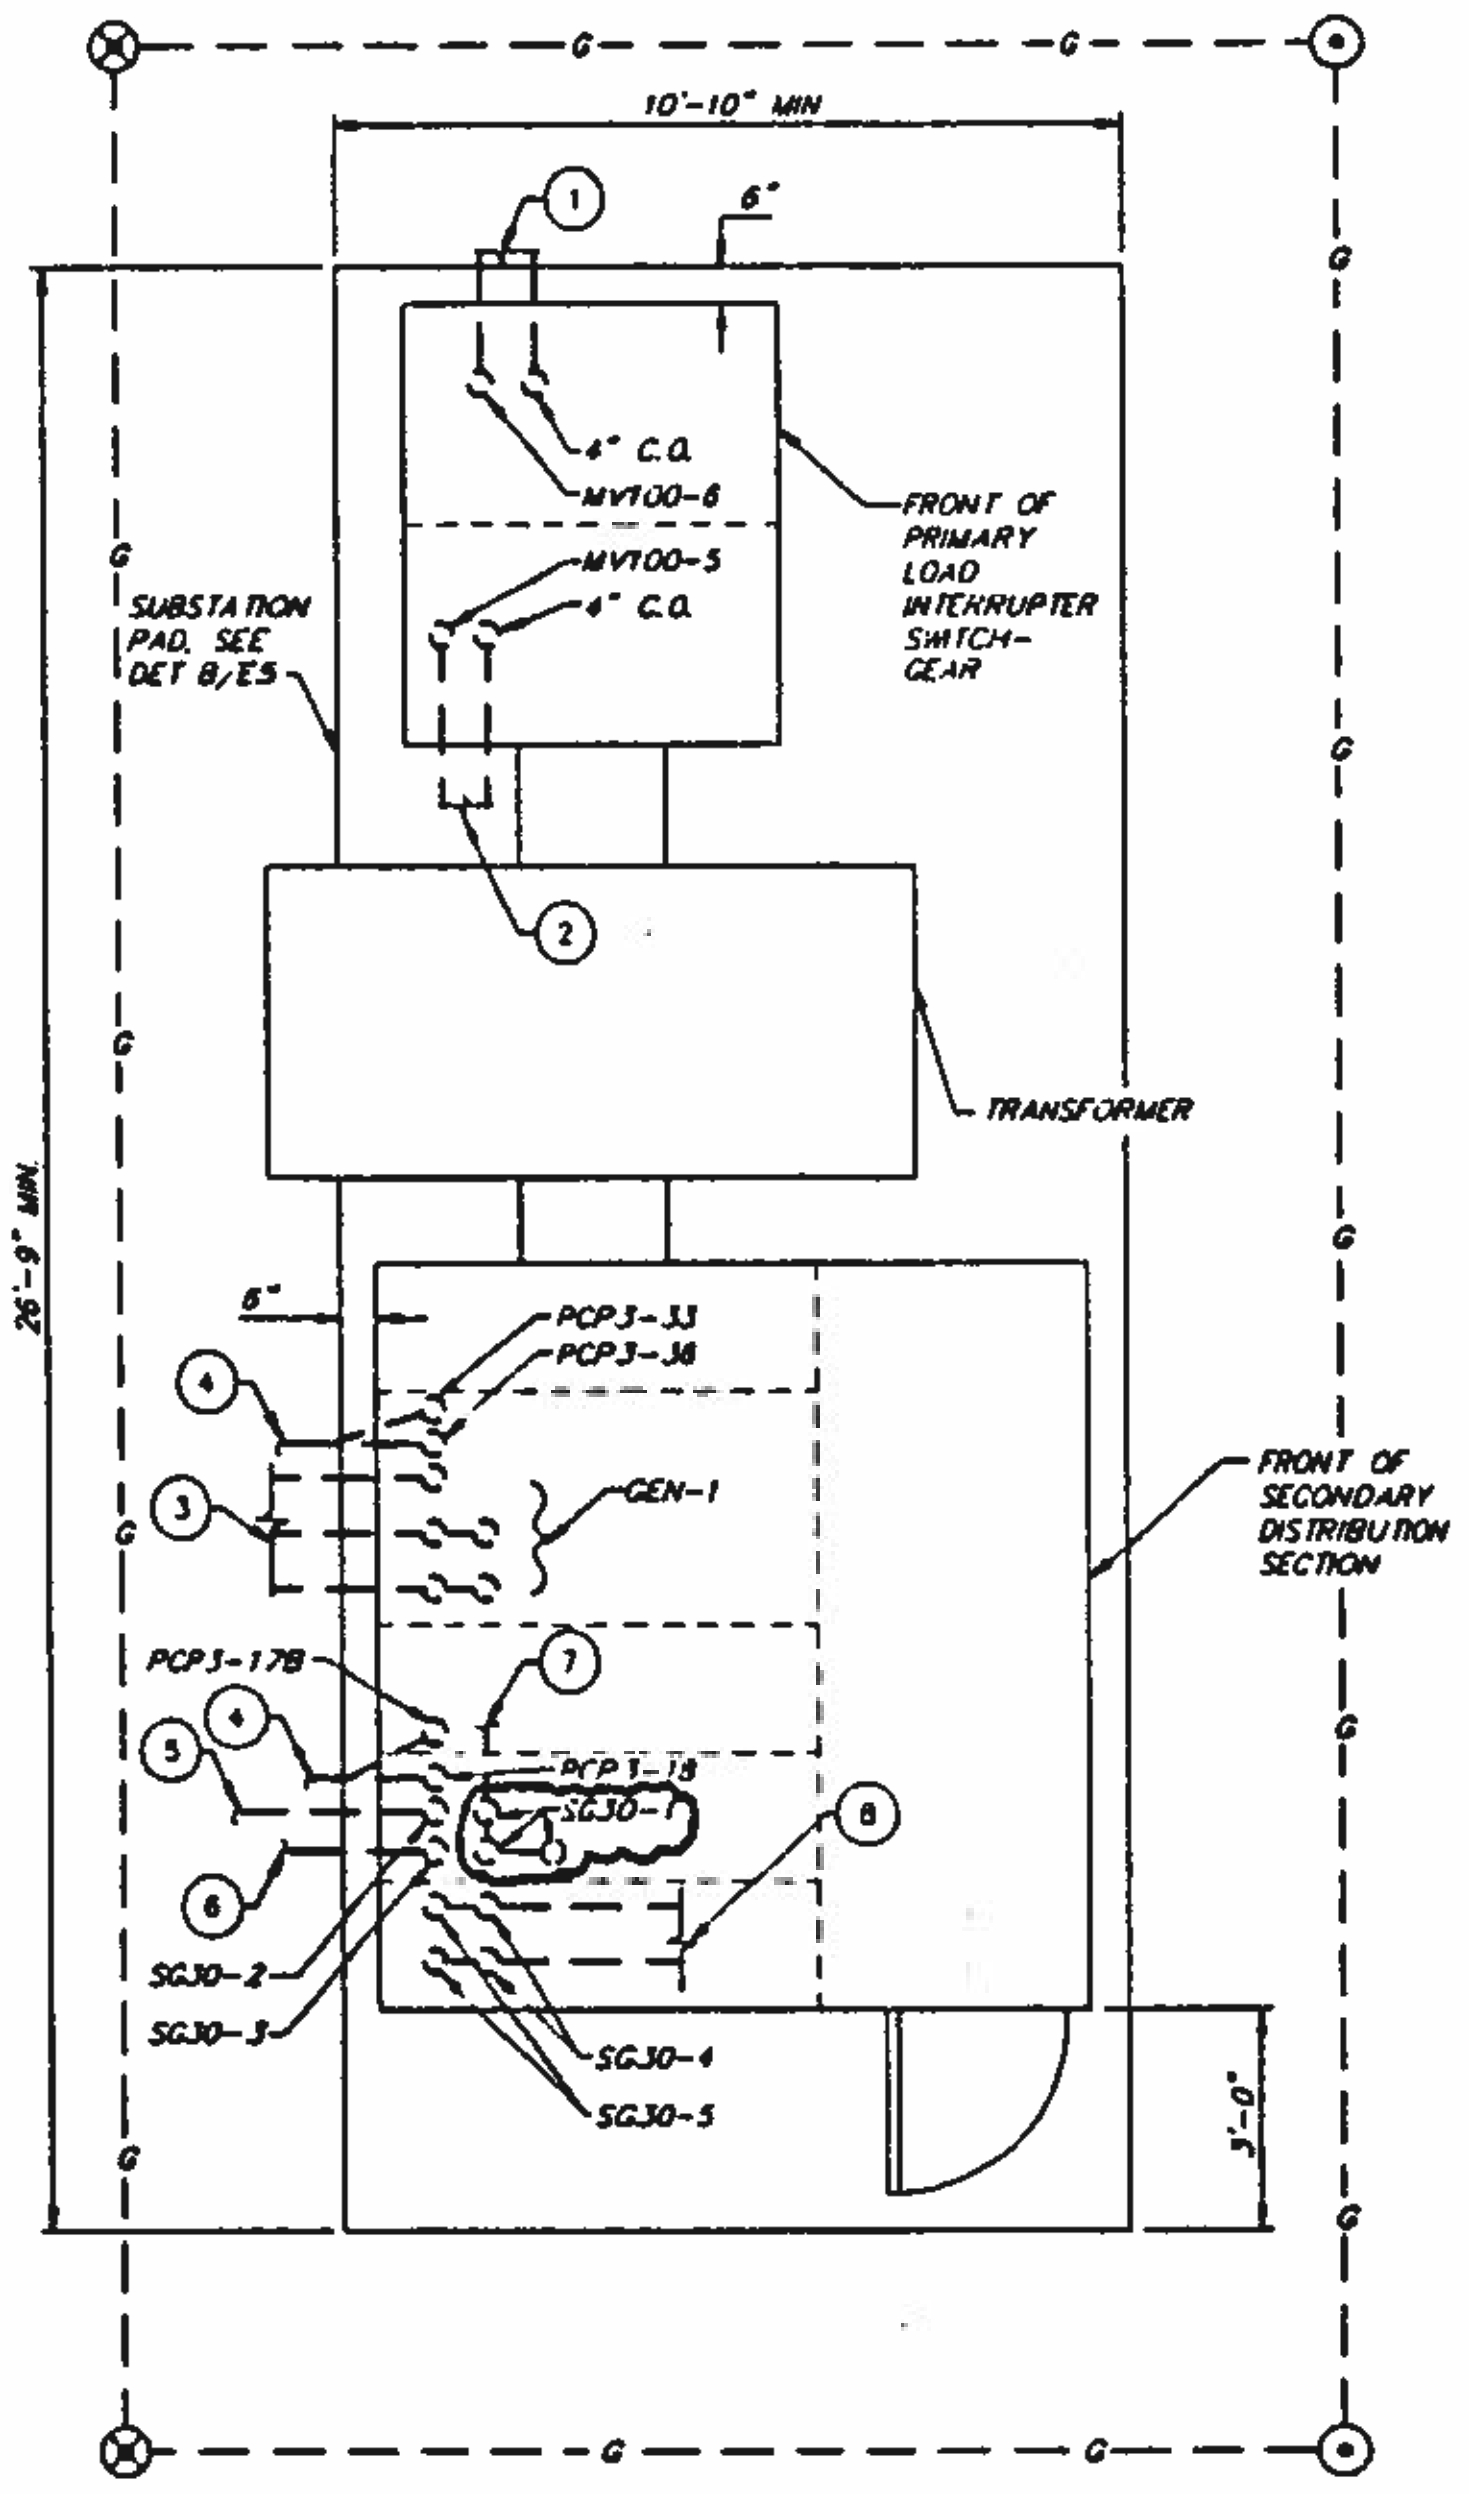 G
G
10'-10" MIN
1
6"
G
4" C.O.
MVT00-6
FRONT OF
PRIMARY
LOAD
INTERRUPTER
SWITCH-
GEAR
G
MVT00-5
4" C.O.
SUBSTATION
PAD. SEE
DET 8/E5
G
2
G
TRANSFORMER
26'-9" MIN.
G
6"
PCP3-33
PCP3-38
4
3
GEN-1
FRONT OF
SECONDARY
DISTRIBUTION
SECTION
G
PCP3-17B
7
4
5
G
PCP3-18
SG30-1
8
6
SG30-2
SG30-3
SG30-4
SG30-5
3'-0"
G
G
G
G